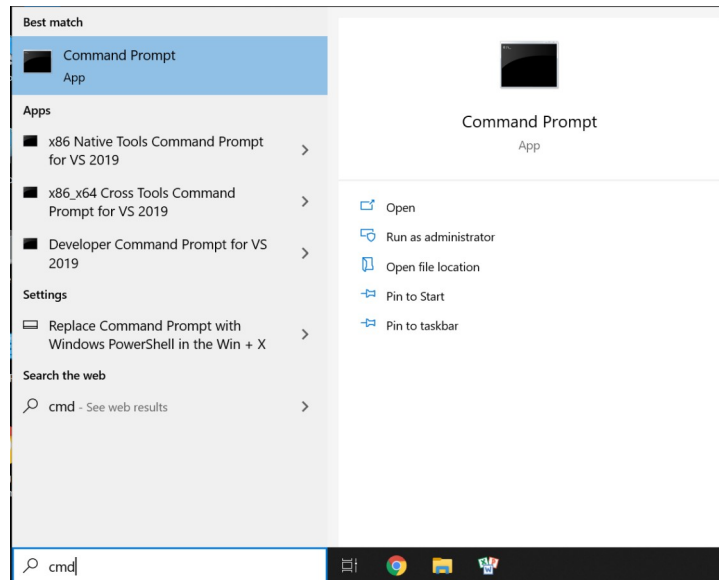 Best match
Command Prompt
App
Apps
x86 Native Tools Command Prompt
for VS 2019
x86_x64 Cross Tools Command
Prompt for VS 2019
Developer Command Prompt for VS
2019
Settings
Replace Command Prompt with
Windows PowerShell in the Win + X
Search the web
cmd - See web results
cmd
Command Prompt
App
Open
Run as administrator
Open file location
Pin to Start
Pin to taskbar